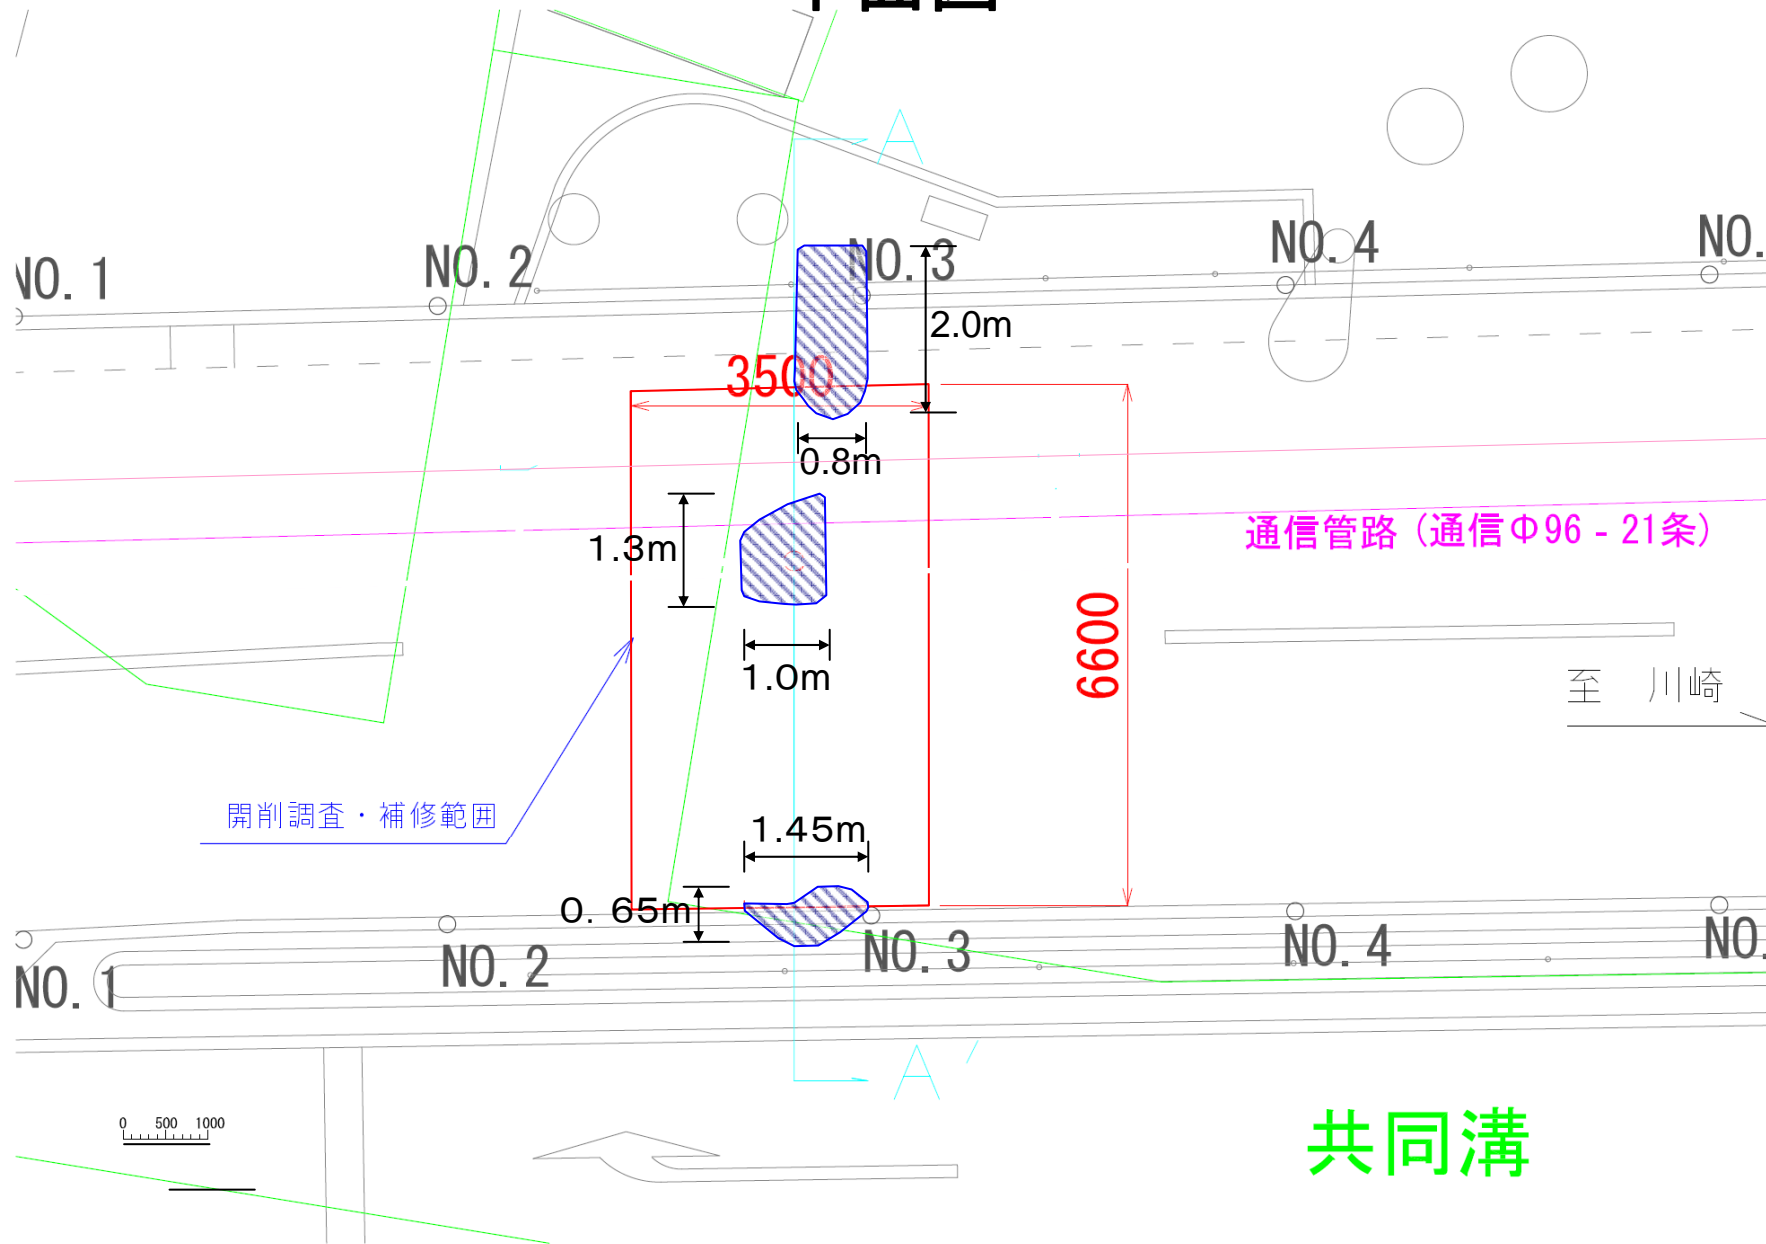 A
NO. 1
NO. 2
NO. 3
NO. 4
NO.
2.0m
3500
0.8m
通信管路 (通信Φ96 - 21条)
1.3m
6600
1.0m
至　川崎
開削調査・補修範囲
1.45m
0. 65m
NO. 1
NO. 2
NO. 3
NO. 4
NO.
A′
0 500 1000
共同溝